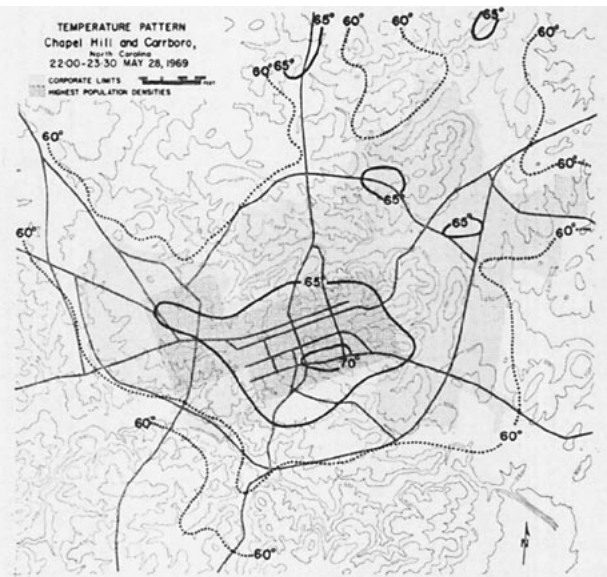 TEMPERATURE PATTERN
Chapel Hill and Carrboro,
North Carolina
22:00-23:30 MAY 28, 1969
CORPORATE LIMITS
FEET
HIGHEST POPULATION DENSITIES
65°
60°
60°
65°
60°
65°
60°
60°
60°
60°
65°
60°
65°
60°
65°
70°
60°
60°
60°
N